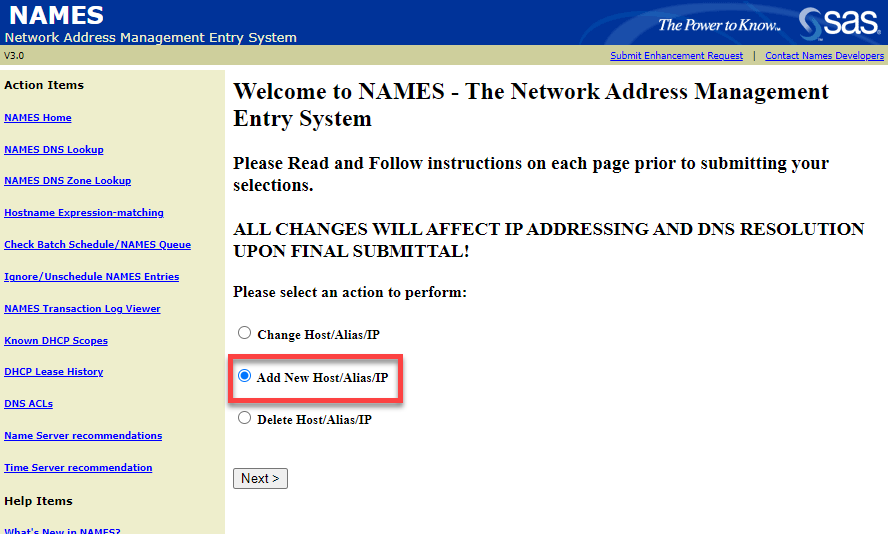 NAMES
Network Address Management Entry System
The Power to Know®
sas.
V3.0
Submit Enhancement Request | Contact Names Developers
Action Items
NAMES Home
NAMES DNS Lookup
NAMES DNS Zone Lookup
Hostname Expression-matching
Check Batch Schedule/NAMES Queue
Ignore/Unschedule NAMES Entries
NAMES Transaction Log Viewer
Known DHCP Scopes
DHCP Lease History
DNS ACLs
Name Server recommendations
Time Server recommendation
Help Items
What's New in NAMES?
Welcome to NAMES - The Network Address Management
Entry System
Please Read and Follow instructions on each page prior to submitting your
selections.
ALL CHANGES WILL AFFECT IP ADDRESSING AND DNS RESOLUTION
UPON FINAL SUBMITTAL!
Please select an action to perform:
Change Host/Alias/IP
Add New Host/Alias/IP
Delete Host/Alias/IP
Next >